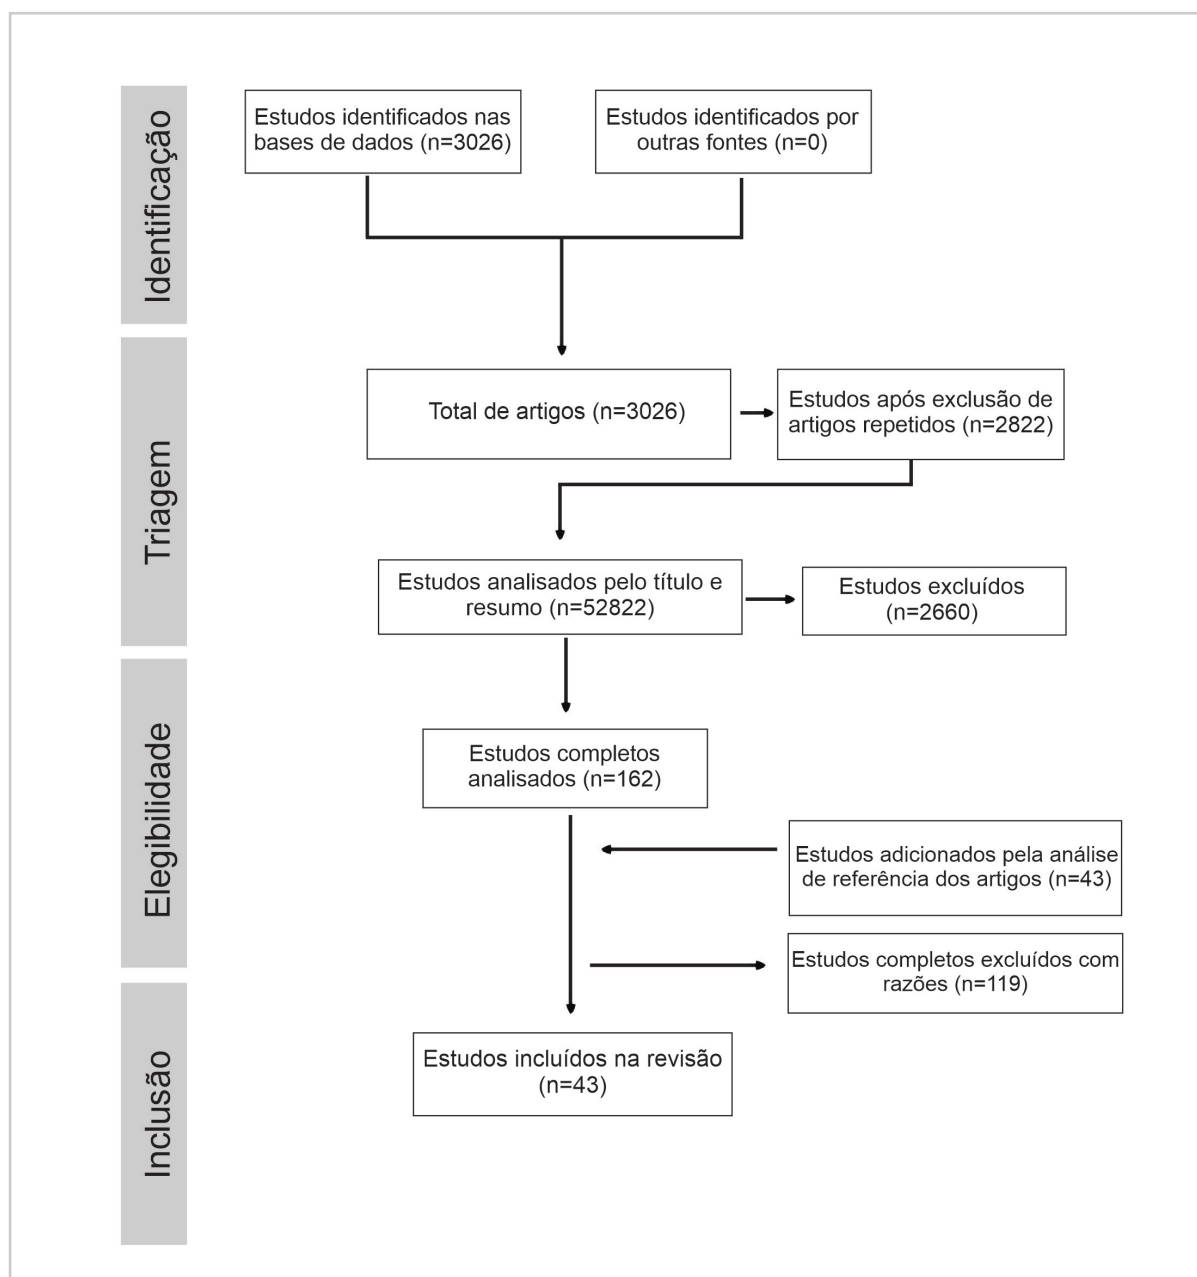 Identificação
Estudos identificados nas
bases de dados (n=3026)
Estudos identificados por
outras fontes (n=0)
Triagem
Total de artigos (n=3026)
Estudos após exclusão de
artigos repetidos (n=2822)
Estudos analisados pelo título e
resumo (n=52822)
Estudos excluídos
(n=2660)
Elegibilidade
Estudos completos
analisados (n=162)
Estudos adicionados pela análise
de referência dos artigos (n=43)
Estudos completos excluídos com
razões (n=119)
Inclusão
Estudos incluídos na revisão
(n=43)